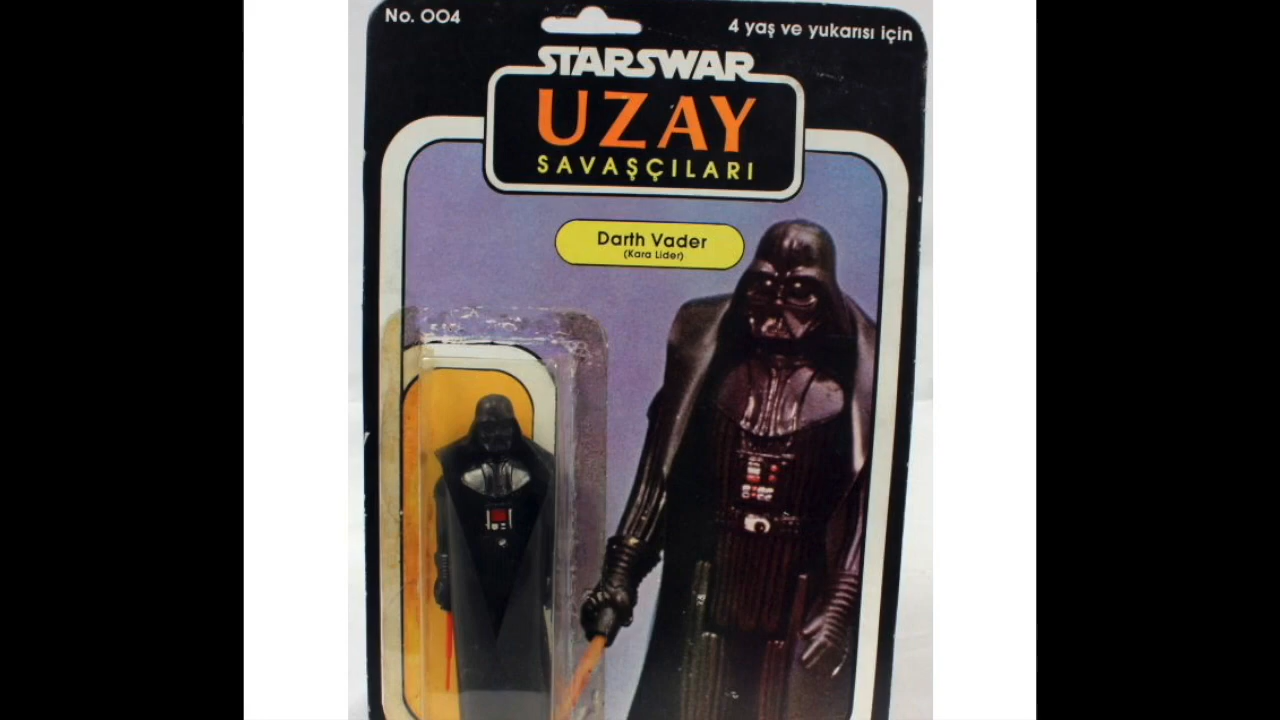 No. 004
4 yaş ve yukarısı için
STARSWAR
UZAY
SAVAŞÇILARI
Darth Vader
(Kara Lider)